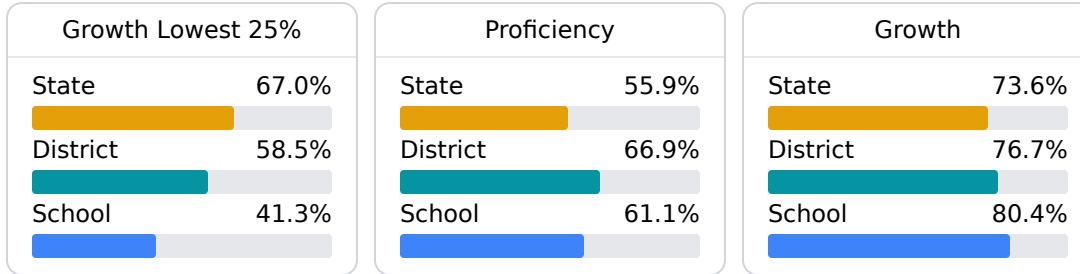 Growth Lowest 25%
State 67.0%
District 58.5%
School 41.3%
Proficiency
State 55.9%
District 66.9%
School 61.1%
Growth
State 73.6%
District 76.7%
School 80.4%